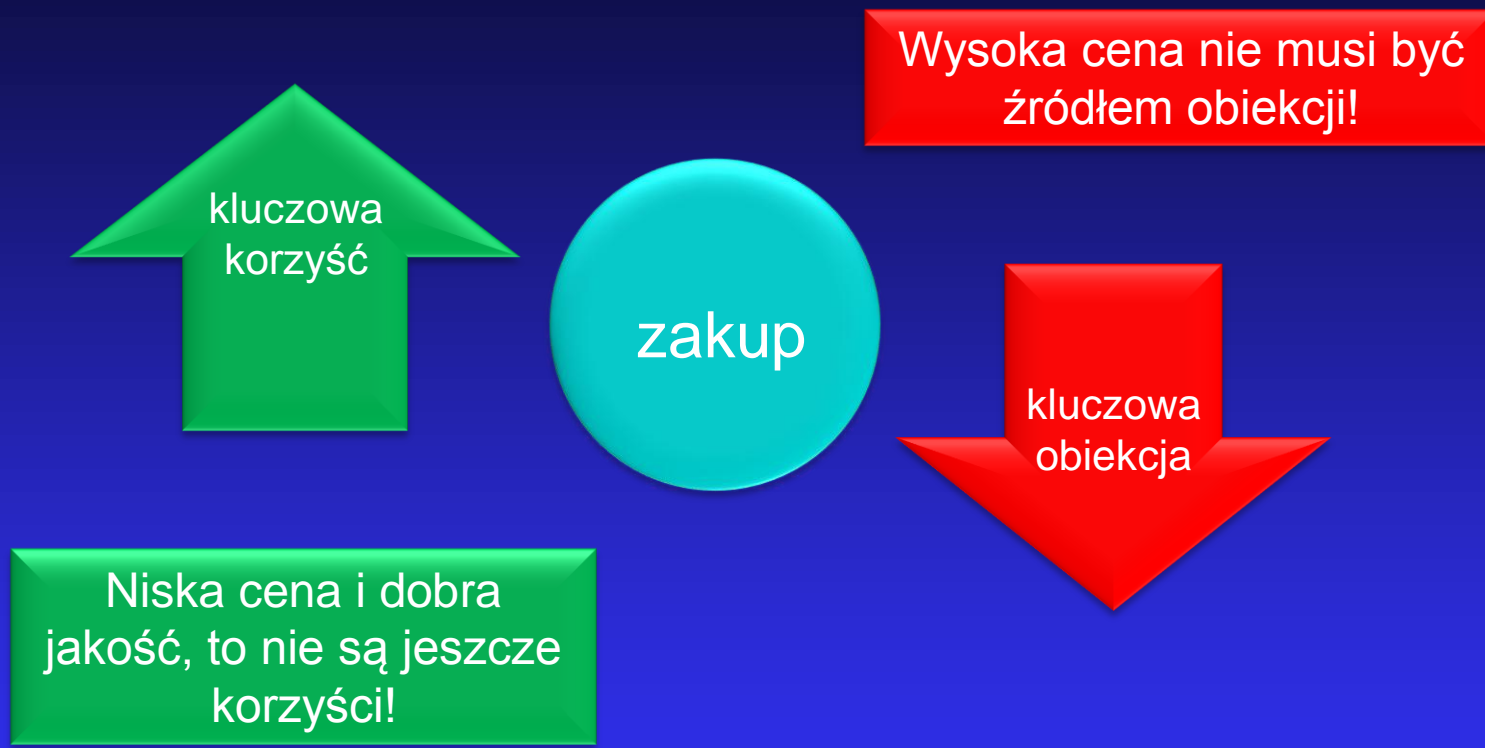 Wysoka cena nie musi być
źródłem obiekcji!
kluczowa
korzyść
zakup
kluczowa
obiekcja
Niska cena i dobra
jakość, to nie są jeszcze
korzyści!